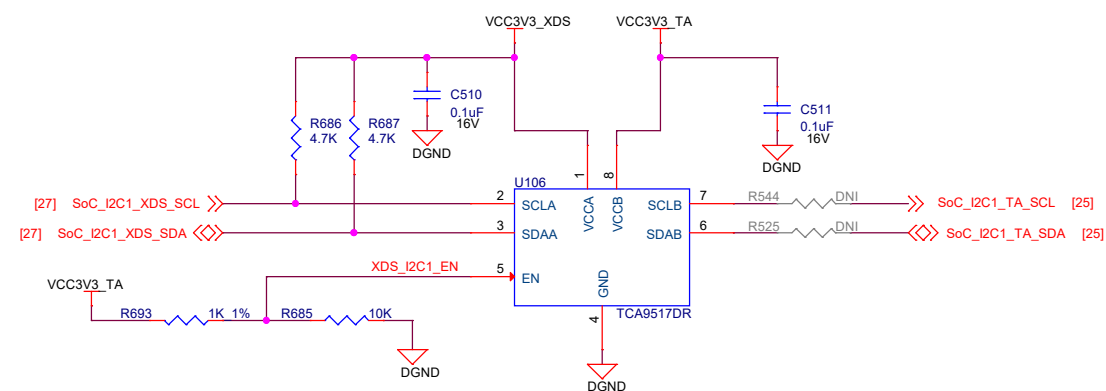 VCC3V3_XDS
VCC3V3_TA
C510
0.1uF
16V
DGND
C511
0.1uF
16V
DGND
R686
4.7K
R687
4.7K
U106
1
8
VCCA
VCCB
[27] SoC_I2C1_XDS_SCL
2
SCLA
SCLB
7
R544
DNI
SoC_I2C1_TA_SCL [25]
[27] SoC_I2C1_XDS_SDA
3
SDAA
SDAB
6
R525
DNI
SoC_I2C1_TA_SDA [25]
XDS_I2C1_EN
5
EN
GND
4
TCA9517DR
VCC3V3_TA
R693
1K 1%
R685
10K
DGND
DGND